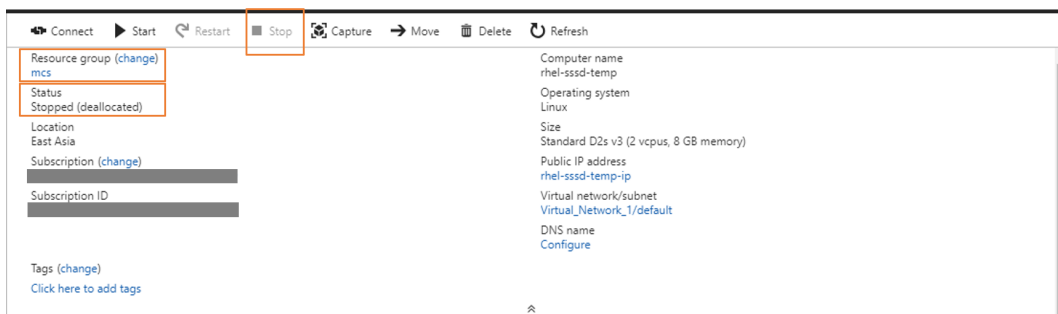 Connect Start Restart Stop Capture Move Delete Refresh
Resource group (change)
mcs
Status
Stopped (deallocated)
Location
East Asia
Subscription (change)
Subscription ID
Tags (change)
Click here to add tags
Computer name
rhel-sssd-temp
Operating system
Linux
Size
Standard D2s v3 (2 vcpus, 8 GB memory)
Public IP address
rhel-sssd-temp-ip
Virtual network/subnet
Virtual_Network_1/default
DNS name
Configure